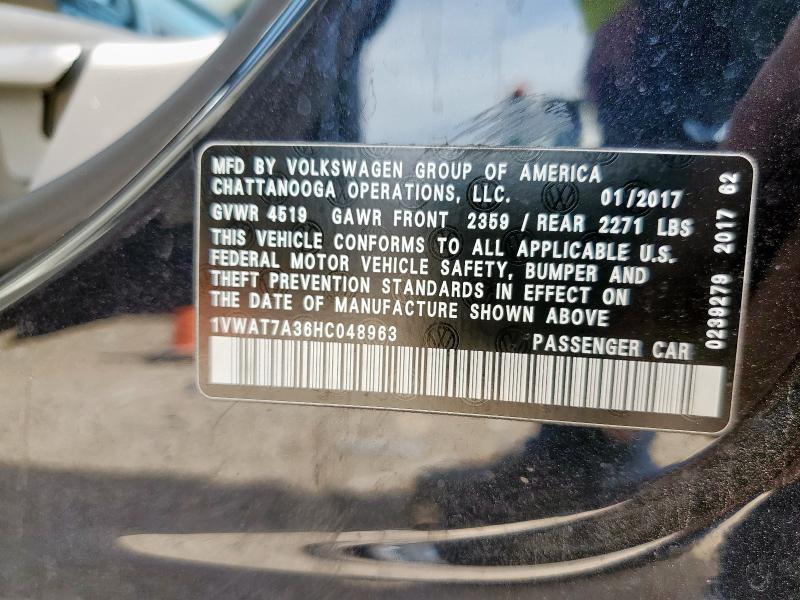 MFD BY VOLKSWAGEN GROUP OF AMERICA
CHATTANOOGA OPERATIONS, LLC. 01/2017
GVWR 4519 GAWR FRONT 2359 / REAR 2271 LBS
THIS VEHICLE CONFORMS TO ALL APPLICABLE U.S.
FEDERAL MOTOR VEHICLE SAFETY, BUMPER AND
THEFT PREVENTION STANDARDS IN EFFECT ON
THE DATE OF MANUFACTURE SHOWN ABOVE
1VWAT7A36HC048963 PASSENGER CAR
0239279 2017 62